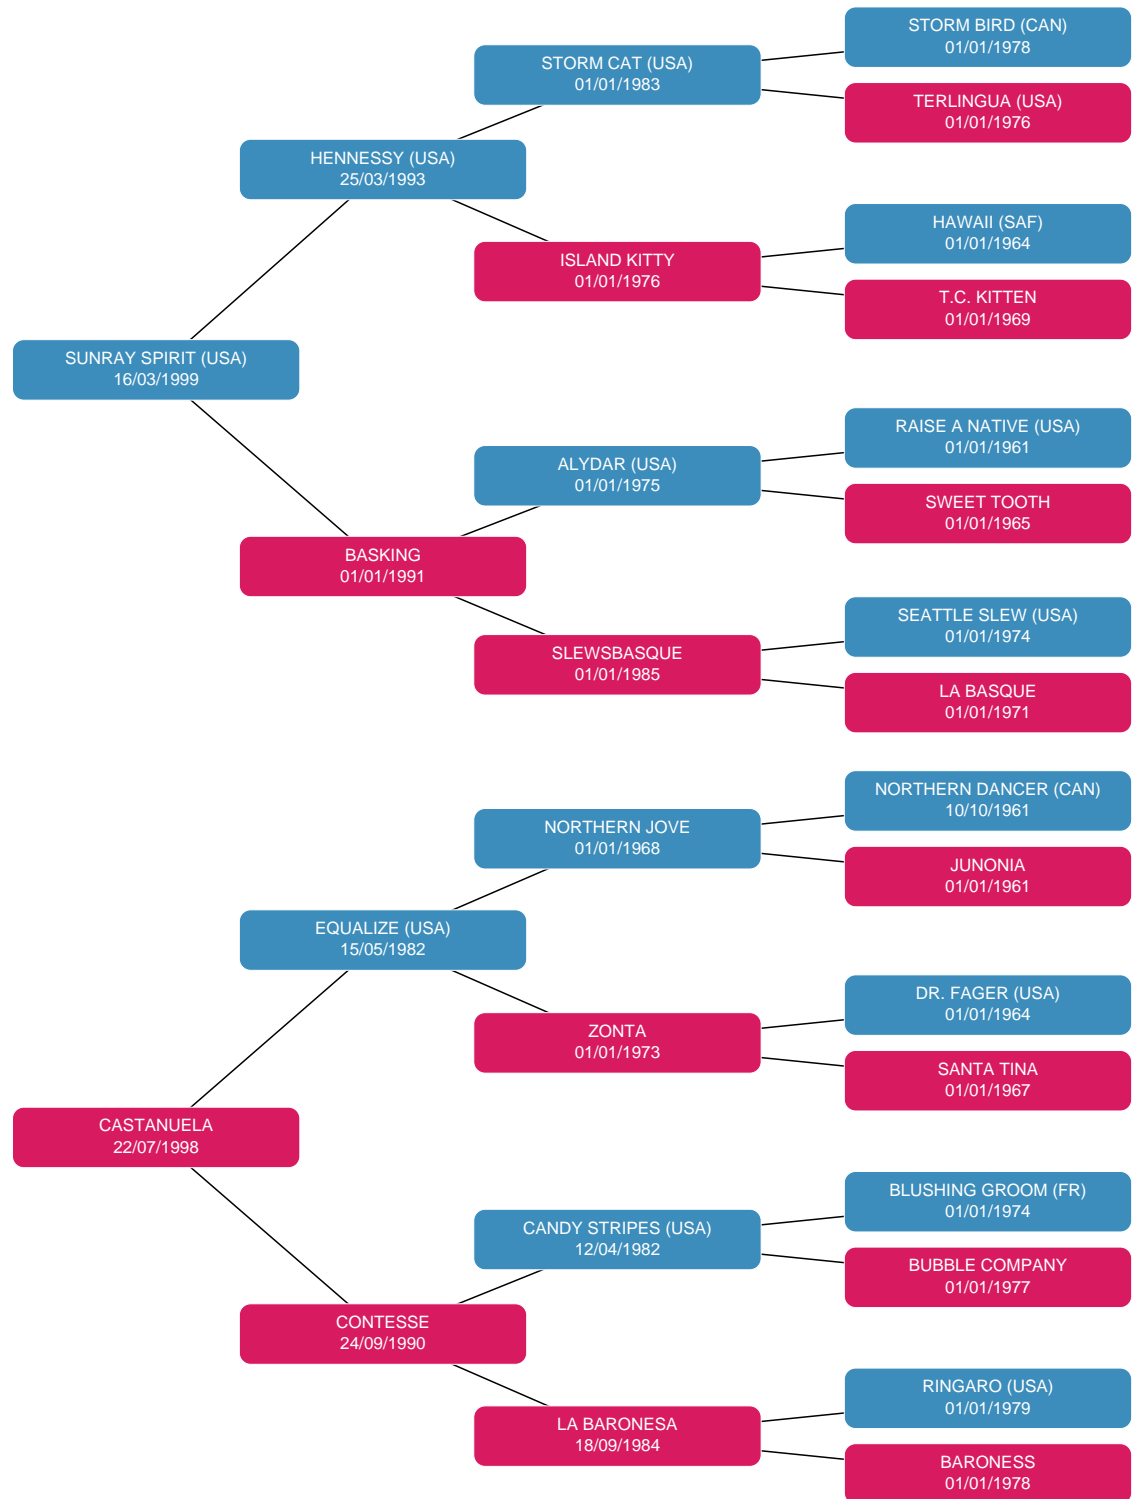 STORM BIRD (CAN)
01/01/1978
STORM CAT (USA)
01/01/1983
TERLINGUA (USA)
01/01/1976
HENNESSY (USA)
25/03/1993
HAWAII (SAF)
01/01/1964
ISLAND KITTY
01/01/1976
T.C. KITTEN
01/01/1969
SUNRAY SPIRIT (USA)
16/03/1999
RAISE A NATIVE (USA)
01/01/1961
ALYDAR (USA)
01/01/1975
SWEET TOOTH
01/01/1965
BASKING
01/01/1991
SEATTLE SLEW (USA)
01/01/1974
SLEWSBASQUE
01/01/1985
LA BASQUE
01/01/1971
NORTHERN DANCER (CAN)
10/10/1961
NORTHERN JOVE
01/01/1968
JUNONIA
01/01/1961
EQUALIZE (USA)
15/05/1982
DR. FAGER (USA)
01/01/1964
ZONTA
01/01/1973
SANTA TINA
01/01/1967
CASTANUELA
22/07/1998
BLUSHING GROOM (FR)
01/01/1974
CANDY STRIPES (USA)
12/04/1982
BUBBLE COMPANY
01/01/1977
CONTESSE
24/09/1990
RINGARO (USA)
01/01/1979
LA BARONESA
18/09/1984
BARONESS
01/01/1978